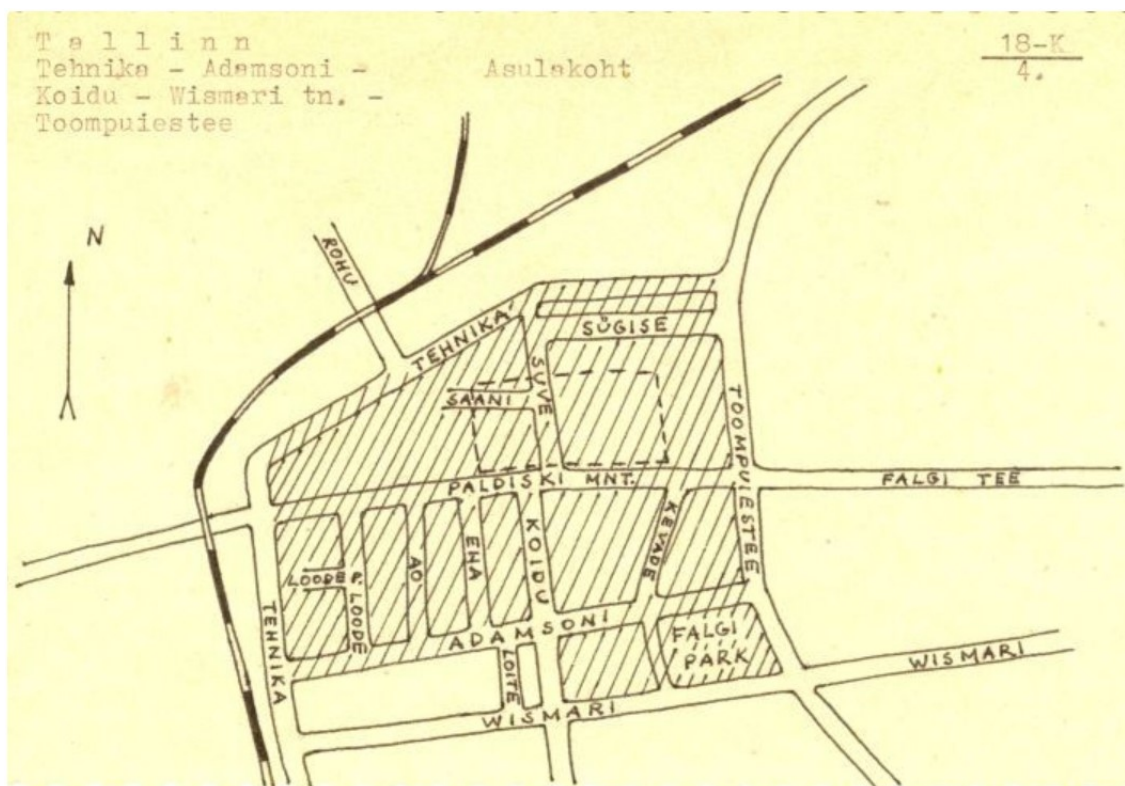 Tallinn
Tehnika - Adamsoni - Asulakoht
Koidu - Wismari tn. -
Toompuiestee
18-K
4.
N
ROHU
TEHNIKA
SÜGISE
SUVE
SAANI
TOOMPUIESTEE
PALDISKI MNT.
FALGI TEE
KEVADE
KOIDU
EHA
AO
LOODE
LOODE
TEHNIKA
ADAMSONI
FALGI
PARK
LOITE
WISMARI
WISMARI